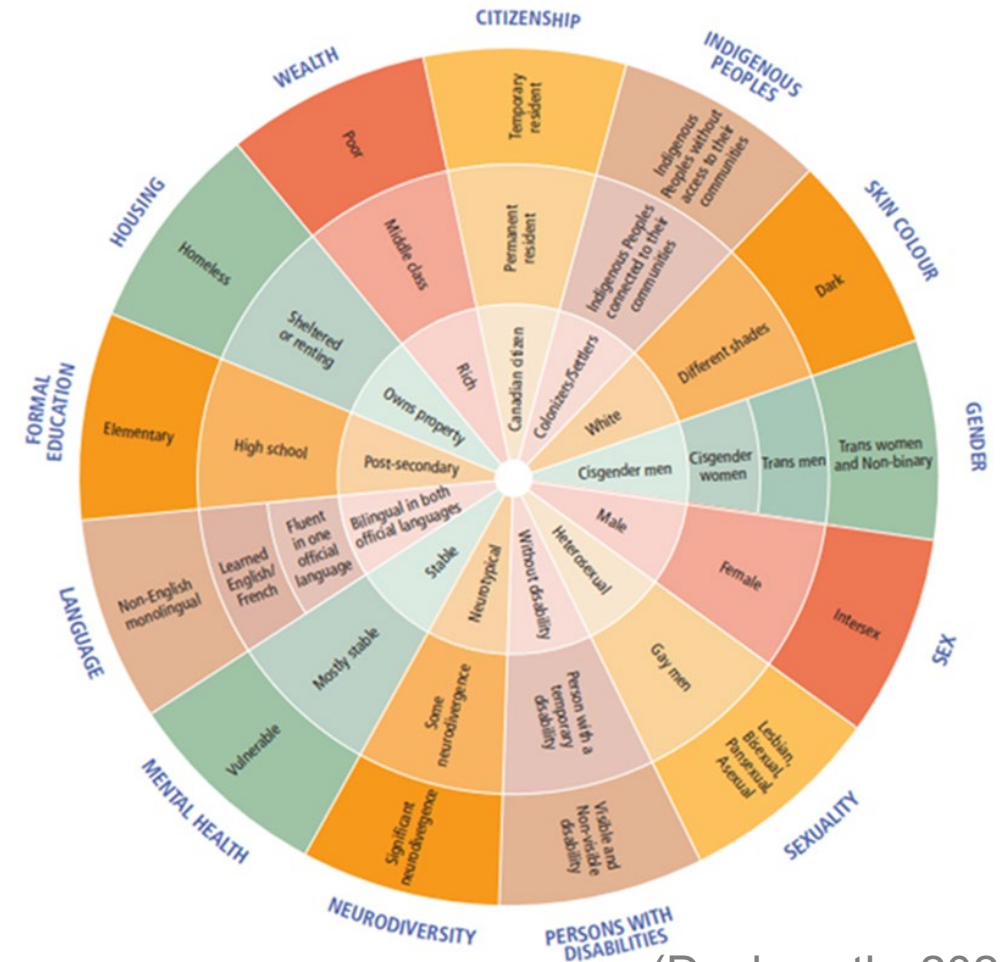 CITIZENSHIP
Temporary
resident
Permanent
resident
Canadian citizen
INDIGENOUS
PEOPLES
Indigenous
Peoples without
access to their
communities
Indigenous Peoples
connected to their
communities
Colonizers/Settlers
SKIN COLOUR
Dark
Different shades
White
GENDER
Trans women
and Non-binary
Trans men
Cisgender
women
Cisgender men
SEX
Intersex
Female
Male
SEXUALITY
Lesbian,
Bisexual,
Pansexual,
Asexual
Gay men
Heterosexual
PERSONS WITH
DISABILITIES
Visible and
Non-visible
disability
Person with a
temporary
disability
Without disability
NEURODIVERSITY
Significant
neurodivergence
Some
neurodivergence
Neurotypical
MENTAL HEALTH
Vulnerable
Mostly stable
Stable
LANGUAGE
Non-English
monolingual
Learned
English/
French
Fluent
in one
official
language
Bilingual in both
official languages
FORMAL
EDUCATION
Elementary
High school
Post-secondary
HOUSING
Homeless
Sheltered
or renting
Owns property
WEALTH
Poor
Middle class
Rich